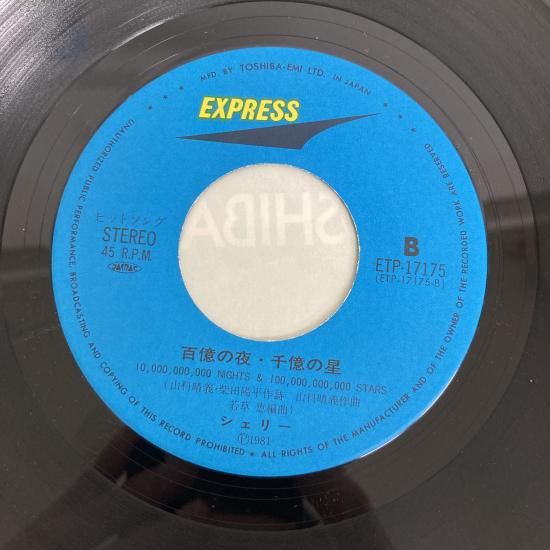 MFD. BY TOSHIBA-EMI LTD. IN JAPAN
EXPRESS
ヒットソング
STEREO
45 R.P.M.
JASRAC
B
ETP-17175
(ETP-17175-B)
SHIBA
百億の夜・千億の星
10,000,000,000 NIGHTS & 100,000,000,000 STARS
(山科晴義・柴田陽平作詩 山科晴義作曲
若草 恵編曲)
シェリー
Ⓟ1981
UNAUTHORIZED PUBLIC PERFORMANCE, BROADCASTING AND COPYING OF THIS RECORD PROHIBITED ★ ALL RIGHTS OF THE MANUFACTURER AND OF THE OWNER OF THE RECORDED WORK ARE RESERVED